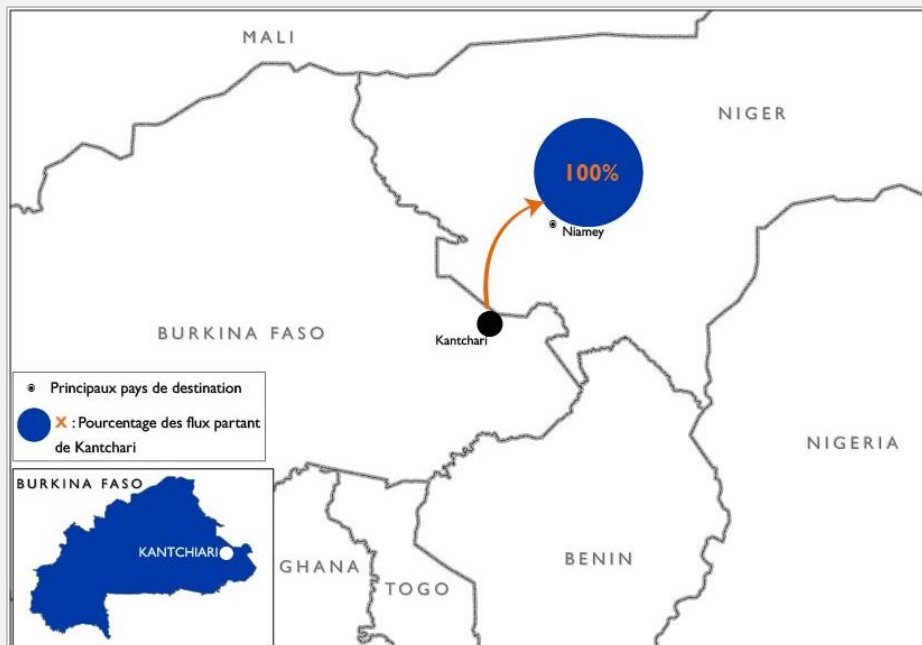 MALI
NIGER
100%
Niamey
Kantchari
BURKINA FASO
Principaux pays de destination
X : Pourcentage des flux partant
de Kantchari
NIGERIA
BURKINA FASO
KANTCHIARI
GHANA
TOGO
BENIN